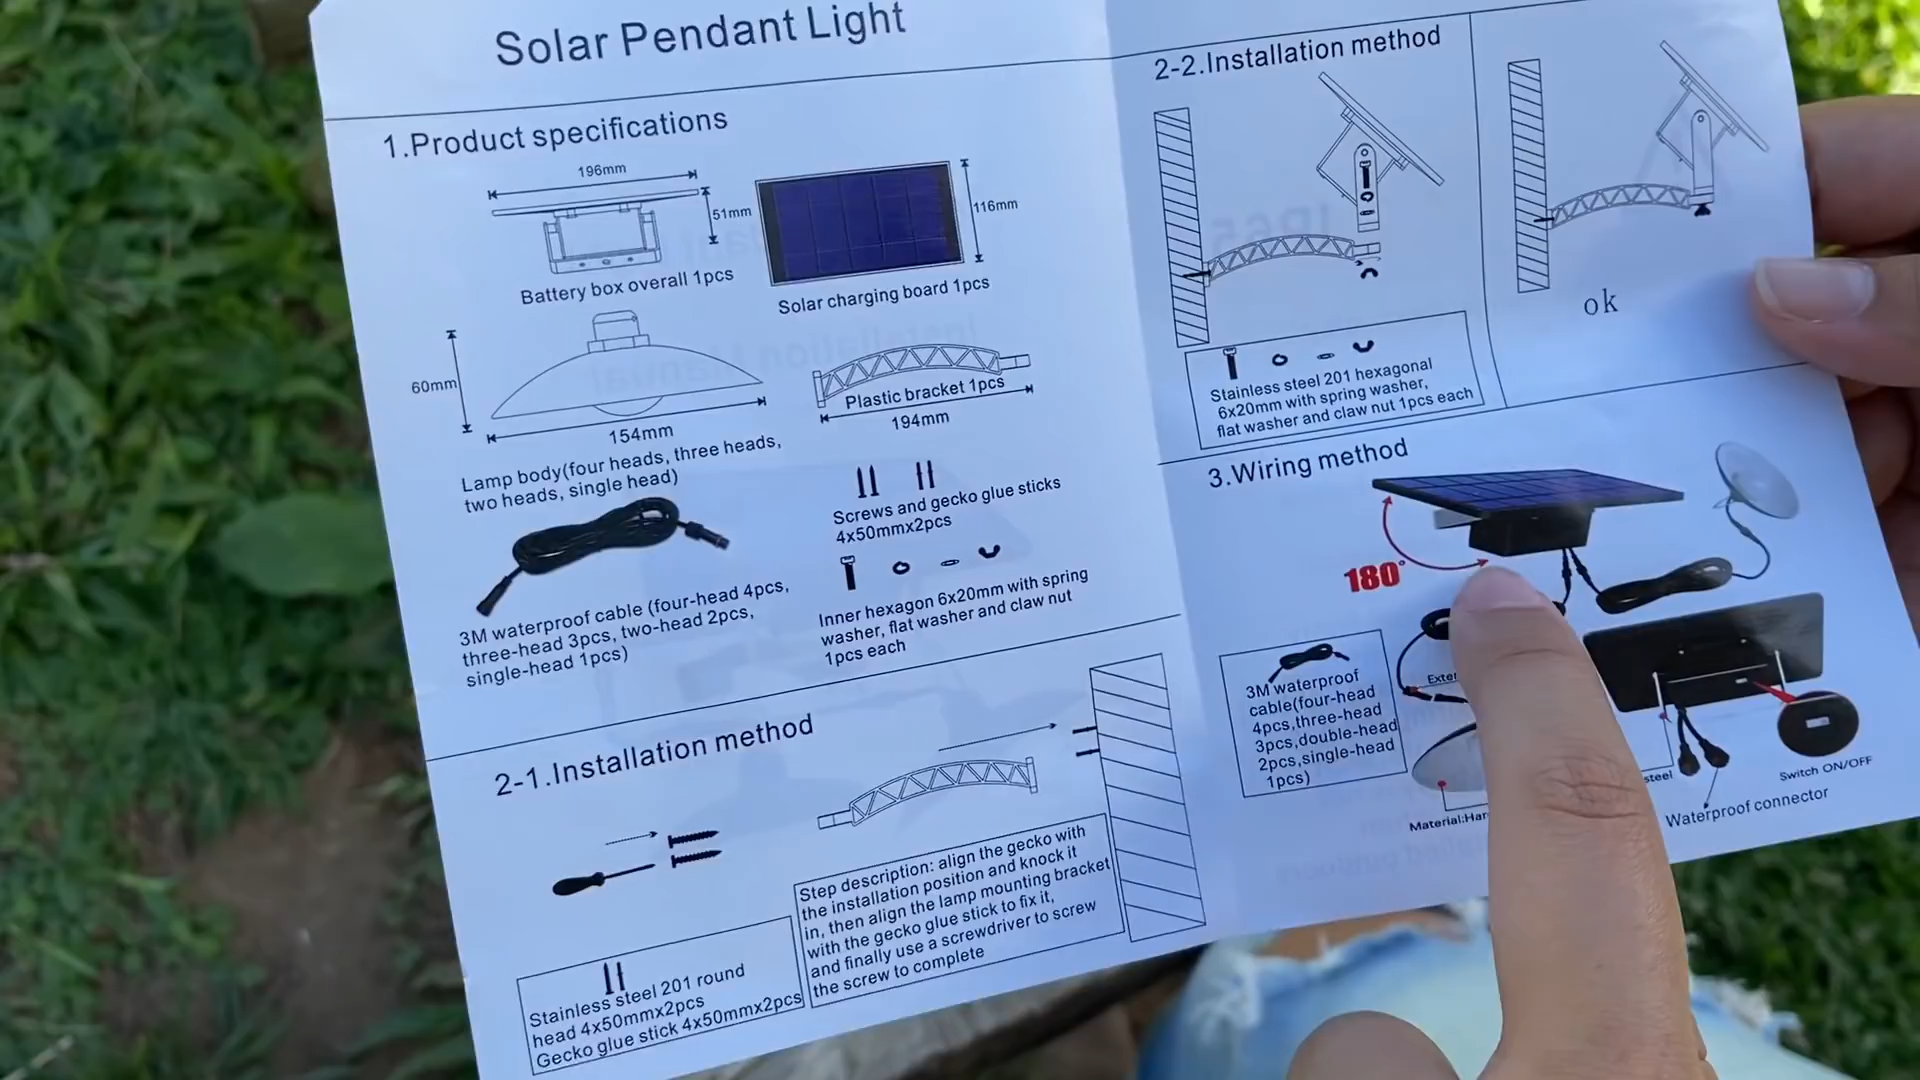 Solar Pendant Light
1.Product specifications
196mm
51mm
116mm
Battery box overall 1pcs
Solar charging board 1pcs
60mm
154mm
Plastic bracket 1pcs
194mm
Lamp body(four heads, three heads,
two heads, single head)
Screws and gecko glue sticks
4x50mmx2pcs
3M waterproof cable (four-head 4pcs,
three-head 3pcs, two-head 2pcs,
single-head 1pcs)
Inner hexagon 6x20mm with spring
washer, flat washer and claw nut
1pcs each
2-1.Installation method
Stainless steel 201 round
head 4x50mmx2pcs
Gecko glue stick 4x50mmx2pcs
Step description: align the gecko with
the installation position and knock it
in, then align the lamp mounting bracket
with the gecko glue stick to fix it,
and finally use a screwdriver to screw
the screw to complete
2-2.Installation method
Stainless steel 201 hexagonal
6x20mm with spring washer,
flat washer and claw nut 1pcs each
ok
3.Wiring method
180°
3M waterproof
cable(four-head
4pcs,three-head
3pcs,double-head
2pcs,single-head
1pcs)
Material:
steel
Switch ON/OFF
Waterproof connector